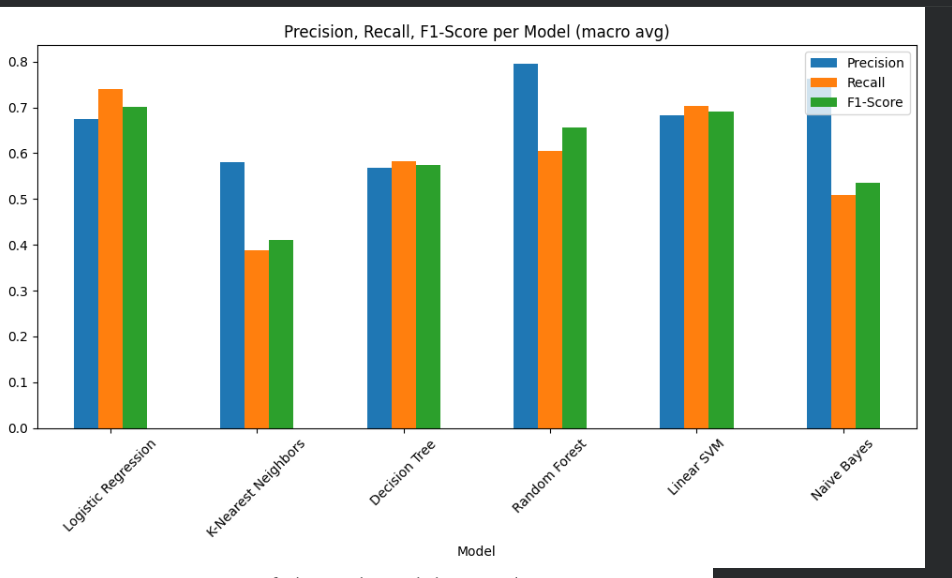 Precision, Recall, F1-Score per Model (macro avg)
Precision
Recall
F1-Score
0.8
0.7
0.6
0.5
0.4
0.3
0.2
0.1
0.0
Logistic Regression
K-Nearest Neighbors
Decision Tree
Random Forest
Linear SVM
Naive Bayes
Model